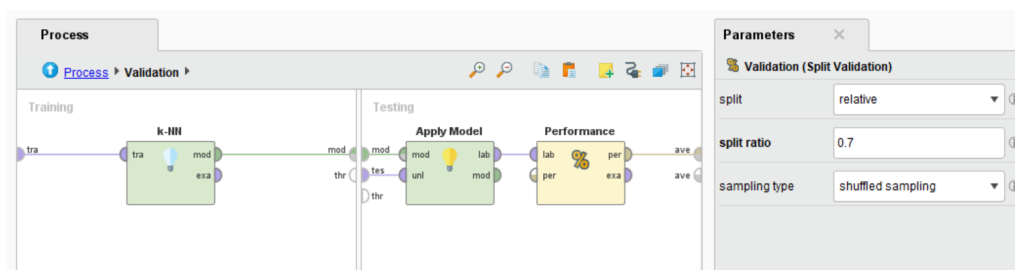 Process
Process Validation
Training
k-NN
tra
tra
mod
exa
mod
thr
Testing
Apply Model
Performance
mod
tes
thr
mod
unl
lab
mod
lab
per
per
exa
ave
ave
Parameters
Validation (Split Validation)
split
relative
split ratio
0.7
sampling type
shuffled sampling